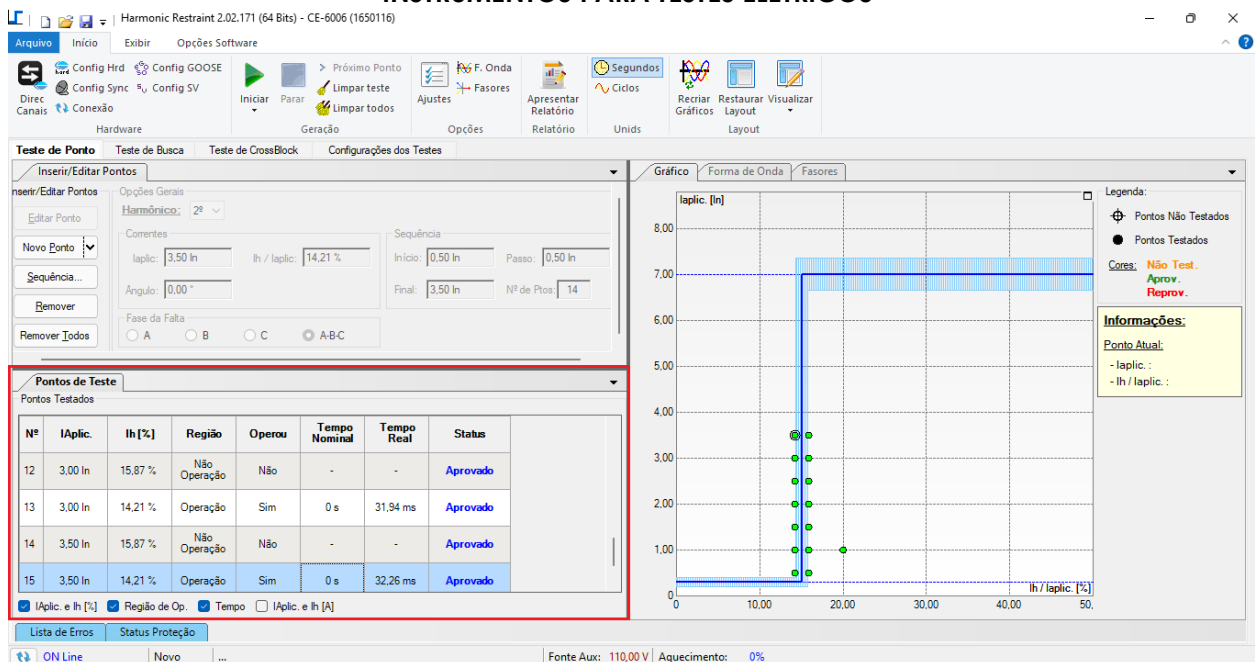 INSTRUMENTOS PARA TESTES ELÉTRICOS
Harmonic Restraint 2.02.171 (64 Bits) - CE-6006 (1650116)
Arquivo Início Exibir Opções Software
Direc Canais
Config Hrd
Config GOOSE
Config Sync
Config SV
Conexão
Hardware
Iniciar
Parar
Próximo Ponto
Limpar teste
Limpar todos
Geração
Ajustes
F. Onda
Fasores
Opções
Apresentar Relatório
Relatório
Segundos
Ciclos
Unids
Recriar Gráficos
Restaurar Layout
Visualizar
Layout
Teste de Ponto Teste de Busca Teste de CrossBlock Configurações dos Testes
Inserir/Editar Pontos
nserir/Editar Pontos
Editar Ponto
Novo Ponto
Sequência...
Remover
Remover Todos
Opções Gerais
Harmônico: 2º
Correntes
Iaplic: 3,50 In
Ih / Iaplic: 14,21 %
Angulo: 0,00 °
Sequência
Início: 0,50 In
Passo: 0,50 In
Final: 3,50 In
Nº de Ptos: 14
Fase da Falta
A B C A-B-C
Pontos de Teste
Pontos Testados
Nº IAplic. Ih [%] Região Operou Tempo Nominal Tempo Real Status
12 3,00 In 15,87 % Não Operação Não - - Aprovado
13 3,00 In 14,21 % Operação Sim 0 s 31,94 ms Aprovado
14 3,50 In 15,87 % Não Operação Não - - Aprovado
15 3,50 In 14,21 % Operação Sim 0 s 32,26 ms Aprovado
IAplic. e Ih [%] Região de Op. Tempo IAplic. e Ih [A]
Gráfico Forma de Onda Fasores
Iaplic. [In]
8,00
7,00
6,00
5,00
4,00
3,00
2,00
1,00
0
0 10,00 20,00 30,00 40,00 50,
Ih / Iaplic. [%]
Legenda:
Pontos Não Testados
Pontos Testados
Cores: Não Test.
Aprov.
Reprov.
Informações:
Ponto Atual:
- Iaplic. :
- Ih / Iaplic. :
Lista de Erros Status Proteção
ON Line Novo ... Fonte Aux: 110,00 V Aquecimento: 0%